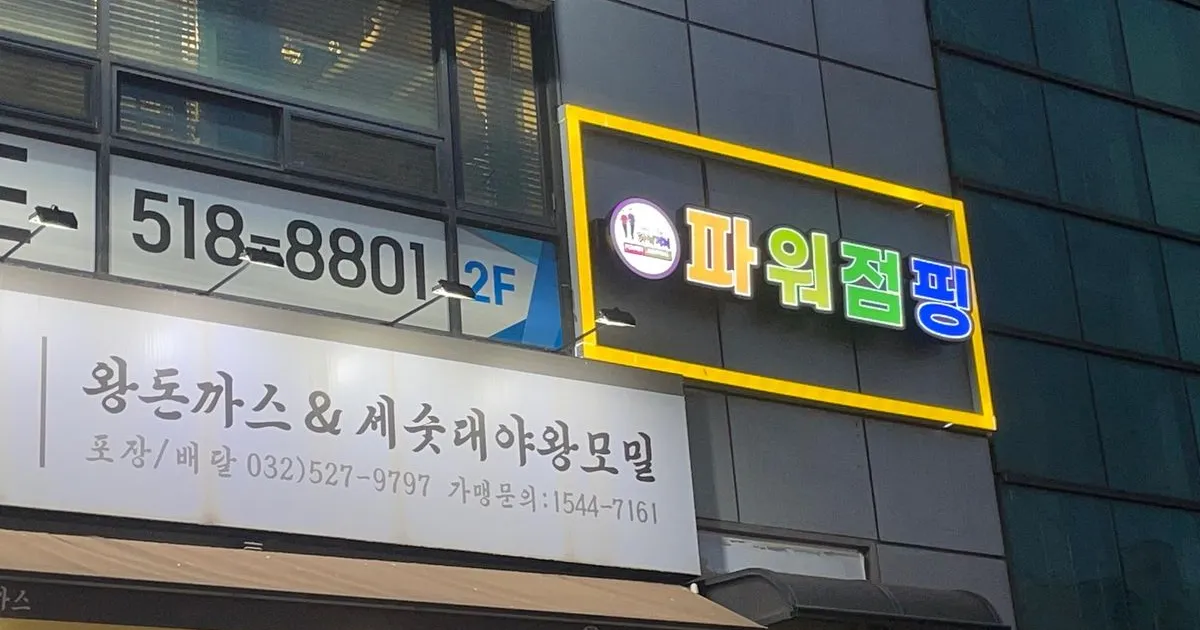 518-8801
2F
파워점핑
왕돈까스&세숫대야왕모밀
포장/배달 032)527-9797 가맹문의:1544-7161